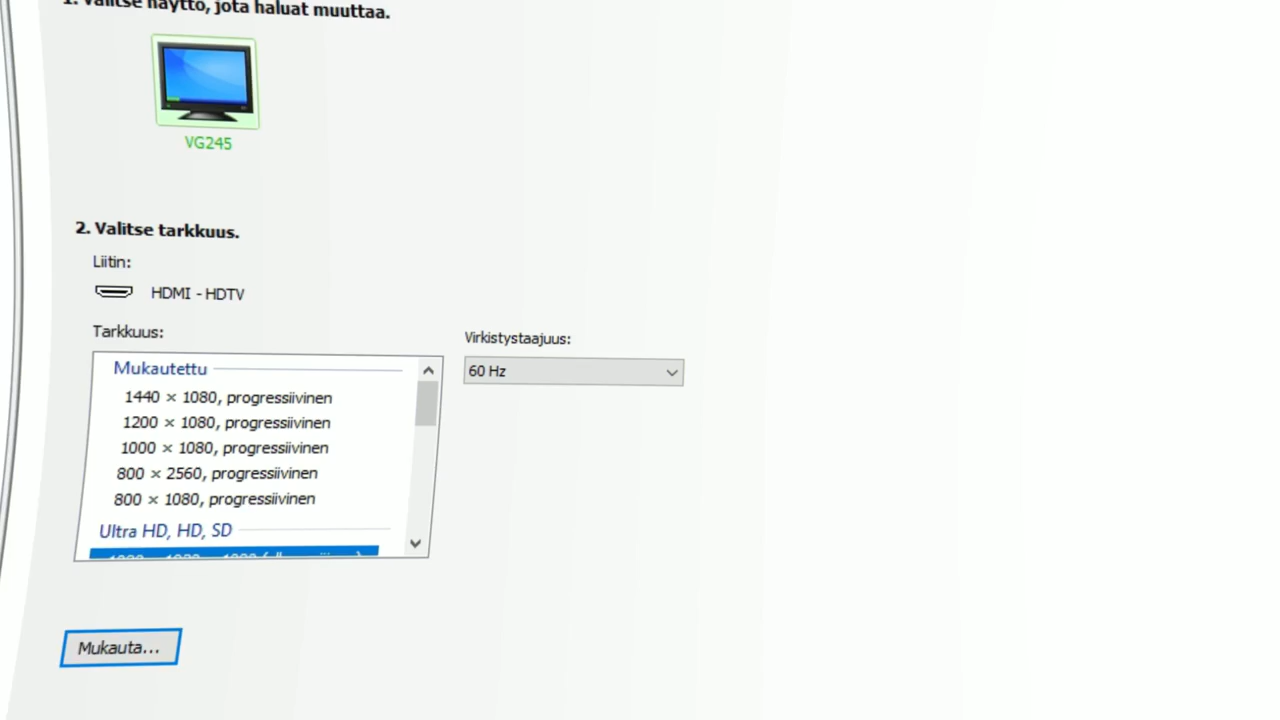 1. Valitse näyttö, jota haluat muuttaa.
VG245
2. Valitse tarkkuus.
Liitin:
HDMI - HDTV
Tarkkuus:
Virkistystaajuus:
60 Hz
Mukautettu
1440 × 1080, progressiivinen
1200 × 1080, progressiivinen
1000 × 1080, progressiivinen
800 × 2560, progressiivinen
800 × 1080, progressiivinen
Ultra HD, HD, SD
Mukauta...